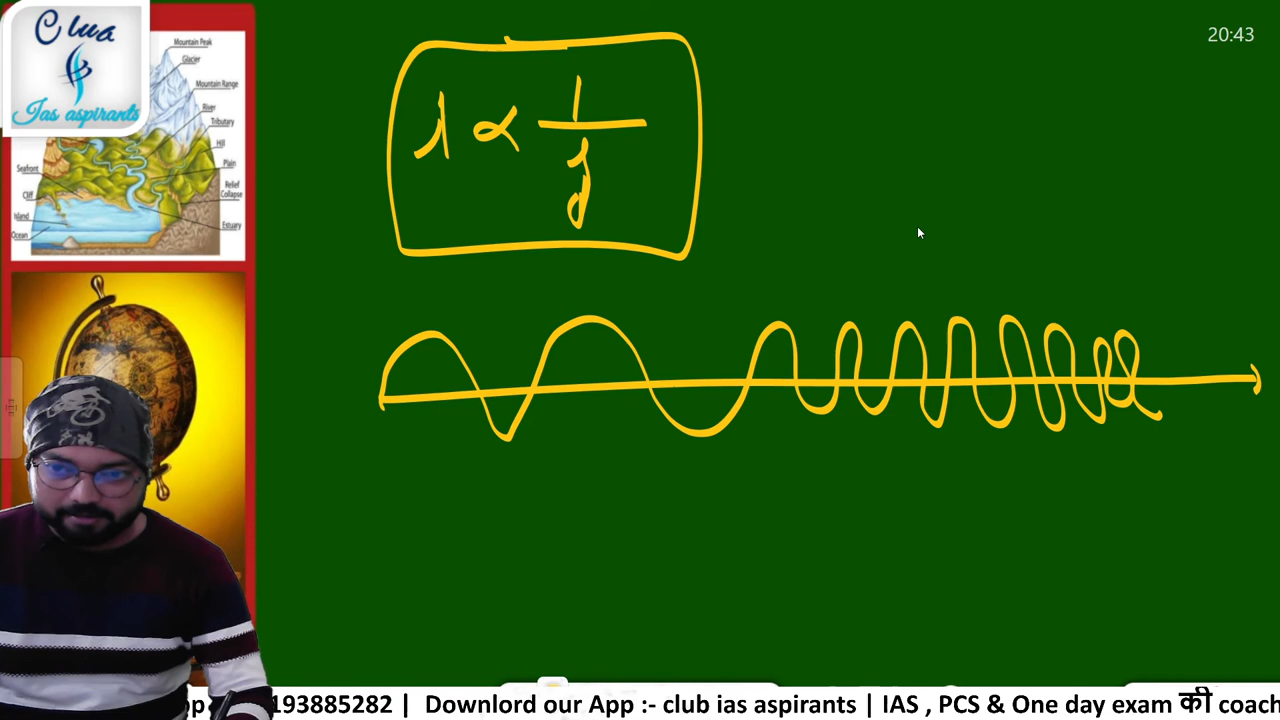 Club
Ias aspirants
20:43
Mountain Peak
Glacier
Mountain Range
River
Tributary
Hill
Plain
Seafront
Relief
Collapse
Cliff
Island
Estuary
Ocean
λ ∝ 1
193885282 | Downlord our App :- club ias aspirants | IAS , PCS & One day exam की coach